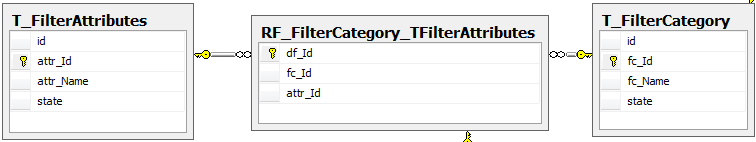 T_FilterAttributes
id
attr_Id
attr_Name
state
RF_FilterCategory_TFilterAttributes
df_Id
fc_Id
attr_Id
T_FilterCategory
id
fc_Id
fc_Name
state